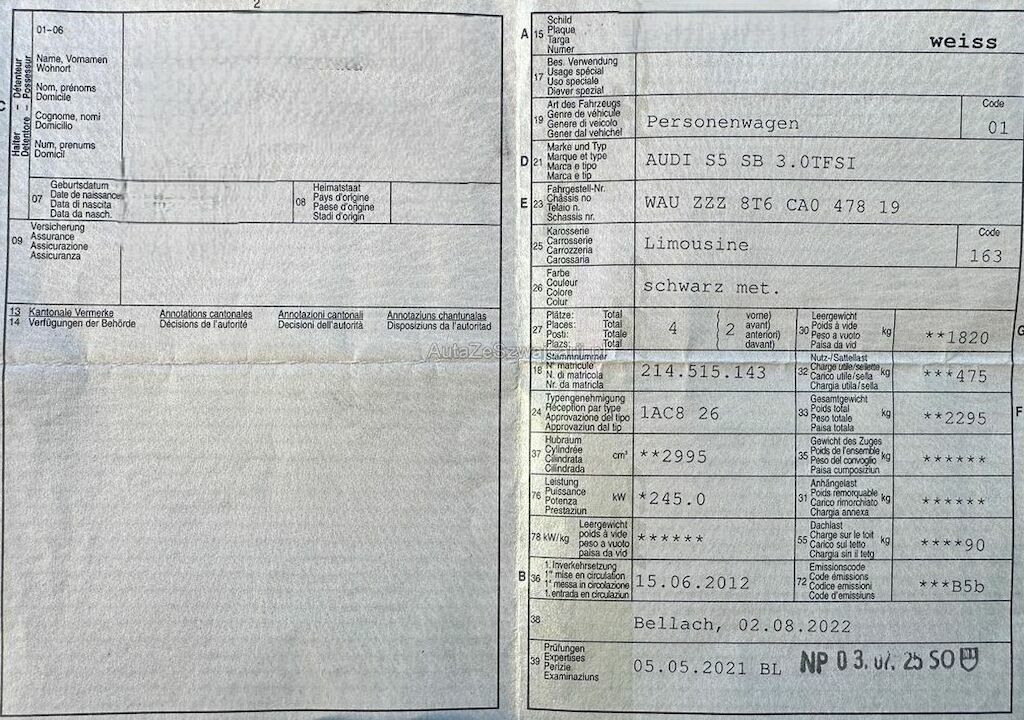 2
C
Halter – Détenteur
Detentore – Possessur
01–06
Name, Vornamen
Wohnort
Nom, prénoms
Domicile
Cognome, nomi
Domicilio
Num, prenums
Domicil
07
Geburtsdatum
Date de naissance
Data di nascita
Data da nasch.
08
Heimatstaat
Pays d'origine
Paese d'origine
Stadi d'origin
09
Versicherung
Assurance
Assicurazione
Assicuranza
13 Kantonale Vermerke Annotations cantonales Annotazioni cantonali Annotaziuns chantunalas
14 Verfügungen der Behörde Décisions de l'autorité Decisioni dell'autorità Disposiziuns da l'autoritad
A 15
Schild
Plaque
Targa
Numer
weiss
17
Bes. Verwendung
Usage spécial
Uso speciale
Diever spezial
19
Art des Fahrzeugs
Genre de véhicule
Genere di veicolo
Gener dal vehichel
Personenwagen
Code
01
D 21
Marke und Typ
Marque et type
Marca e tipo
Marca e tip
AUDI S5 SB 3.0TFSI
E 23
Fahrgestell-Nr.
Châssis no
Telaio n.
Schassis nr.
WAU ZZZ 8T6 CA0 478 19
25
Karosserie
Carrosserie
Carrozzeria
Carossaria
Limousine
Code
163
26
Farbe
Couleur
Colore
Colur
schwarz met.
27
Plätze: Total
Places: Total
Posti: Totale
Plazs: Total
4
( 2
vorne)
avant)
anteriori)
davant)
30
Leergewicht
Poids à vide
Peso a vuoto
Paisa da vid
kg
**1820
G
18
Stammnummer
N° matricule
N. di matricola
Nr. da matricla
214.515.143
32
Nutz-/Sattellast
Charge utile/sellette
Carico utile/sella
Chargia utila/sella
kg
***475
24
Typengenehmigung
Réception par type
Approvazione del tipo
Approvaziun dal tip
1AC8 26
33
Gesamtgewicht
Poids total
Peso totale
Paisa totala
kg
**2295
F
37
Hubraum
Cylindrée
Cilindrata
Cilindrada
cm³
**2995
35
Gewicht des Zuges
Poids de l'ensemble
Peso del convoglio
Paisa cumposiziun
kg
******
76
Leistung
Puissance
Potenza
Prestaziun
kW
*245.0
31
Anhängelast
Poids remorquable
Carico rimorchiato
Chargia annexa
kg
******
78 kW/kg
Leergewicht
poids à vide
peso a vuoto
paisa da vid
******
55
Dachlast
Charge sur le toit
Carico sul tetto
Chargia sin il tetg
kg
****90
B 36
1. Inverkehrsetzung
1re mise en circulation
1a messa in circolazione
1. entrada en circulaziun
15.06.2012
72
Emissionscode
Code émissions
Codice emissioni
Code d'emissiuns
***B5b
38
Bellach, 02.08.2022
39
Prüfungen
Expertises
Perizie
Examinaziuns
05.05.2021 BL
NP 03.07.25 SO